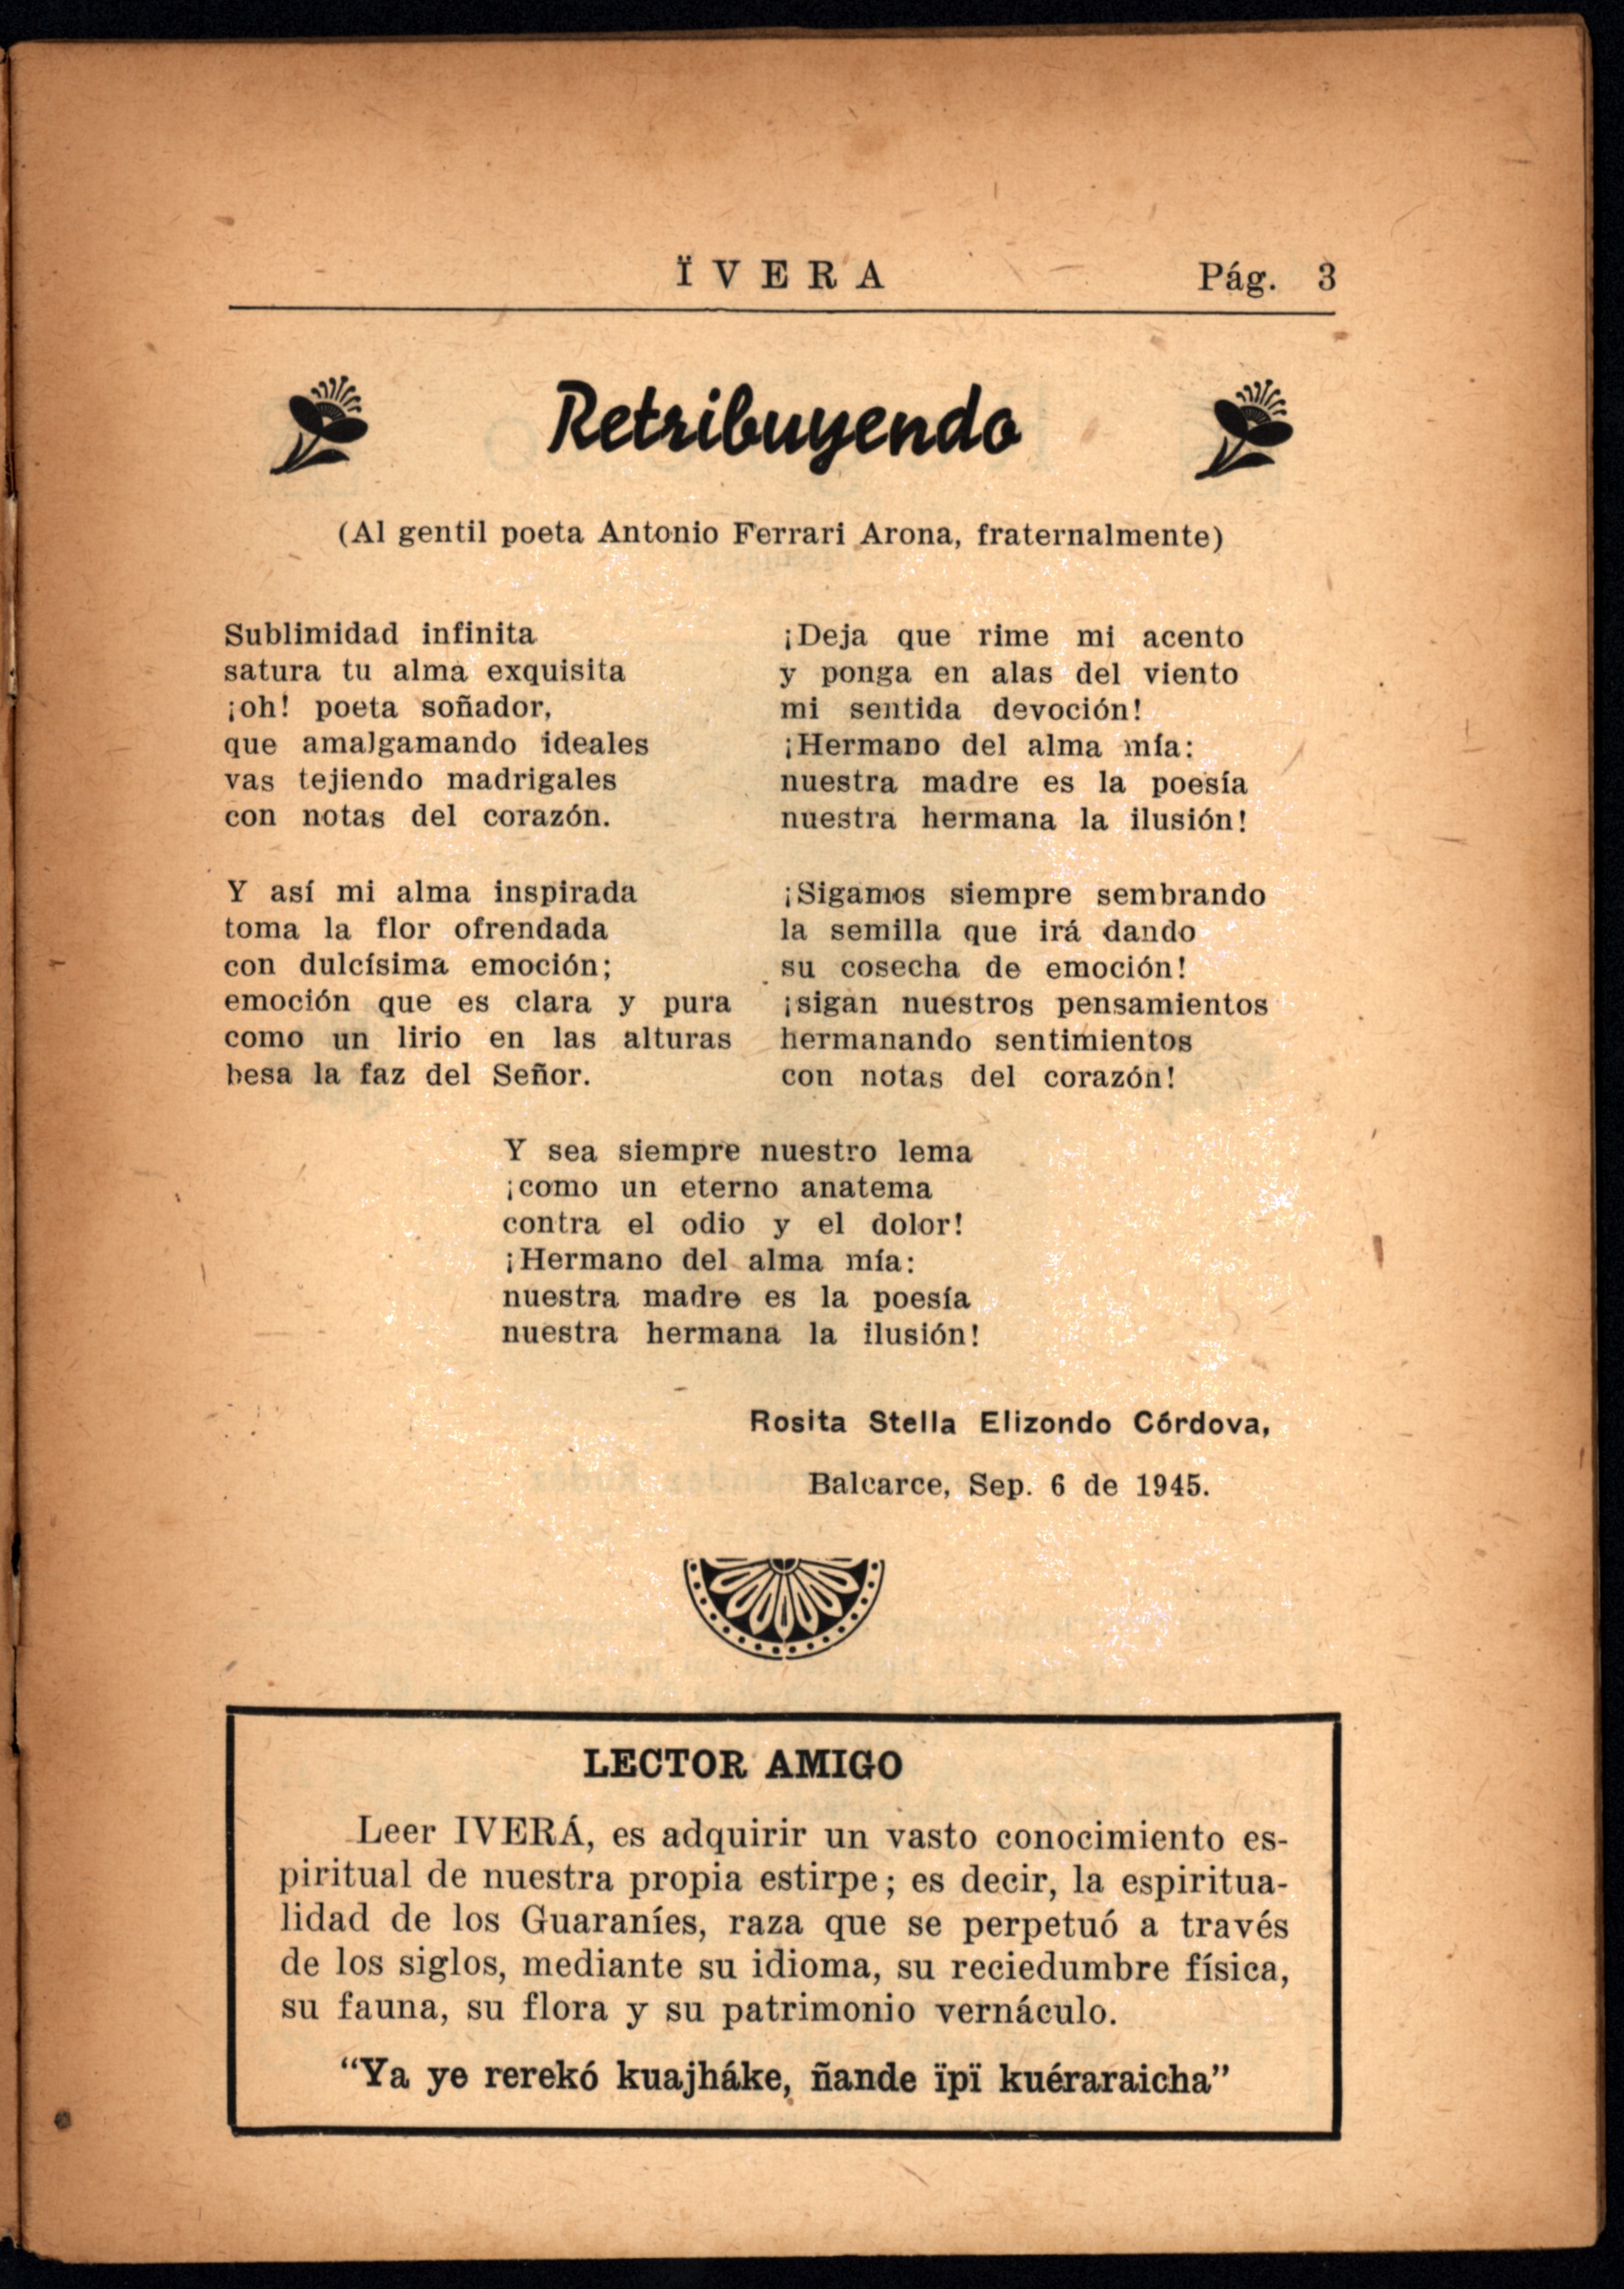 ÏVERA Pág. 3
Retribuyendo
(Al gentil poeta Antonio Ferrari Arona, fraternalmente)
Sublimidad infinita
satura tu alma exquisita
¡oh! poeta soñador,
que amalgamando ideales
vas tejiendo madrigales
con notas del corazón.
Y así mi alma inspirada
toma la flor ofrendada
con dulcísima emoción;
emoción que es clara y pura
como un lirio en las alturas
besa la faz del Señor.
¡Deja que rime mi acento
y ponga en alas del viento
mi sentida devoción!
¡Hermano del alma mía:
nuestra madre es la poesía
nuestra hermana la ilusión!
¡Sigamos siempre sembrando
la semilla que irá dando
su cosecha de emoción!
¡sigan nuestros pensamientos
hermanando sentimientos
con notas del corazón!
Y sea siempre nuestro lema
¡como un eterno anatema
contra el odio y el dolor!
¡Hermano del alma mía:
nuestra madre es la poesía
nuestra hermana la ilusión!
Rosita Stella Elizondo Córdova,
Balcarce, Sep. 6 de 1945.
LECTOR AMIGO
Leer IVERÁ, es adquirir un vasto conocimiento es-
piritual de nuestra propia estirpe; es decir, la espiritua-
lidad de los Guaraníes, raza que se perpetuó a través
de los siglos, mediante su idioma, su reciedumbre física,
su fauna, su flora y su patrimonio vernáculo.
“Ya ye rerekó kuajháke, ñande ïpï kuéraraicha”